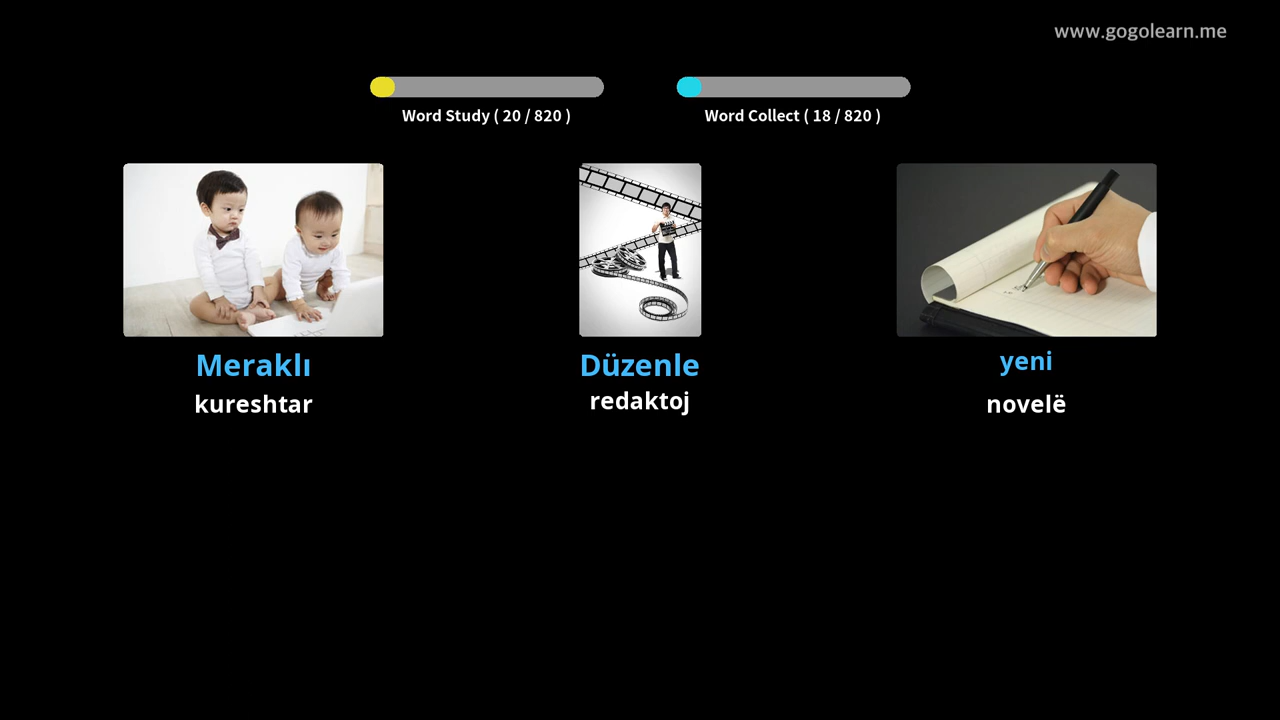 www.gogolearn.me
Word Study ( 20 / 820 )
Word Collect ( 18 / 820 )
Meraklı
kureshtar
Düzenle
redaktoj
yeni
novelë